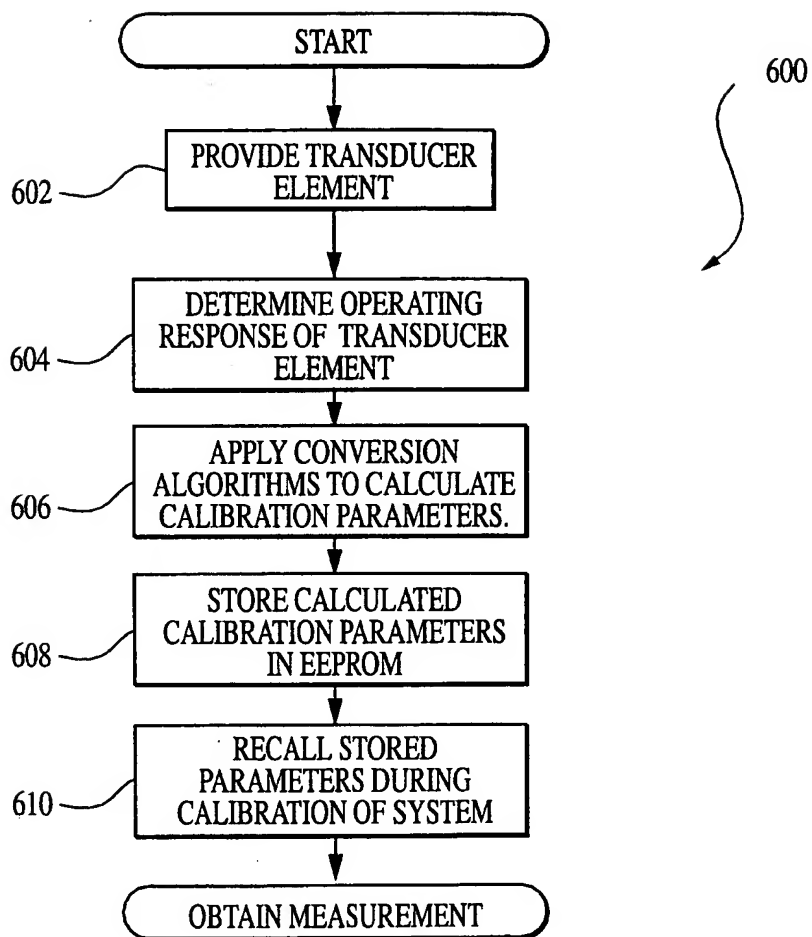 START
600
PROVIDE TRANSDUCER
ELEMENT
602
DETERMINE OPERATING
RESPONSE OF TRANSDUCER
ELEMENT
604
APPLY CONVERSION
ALGORITHMS TO CALCULATE
CALIBRATION PARAMETERS.
606
STORE CALCULATED
CALIBRATION PARAMETERS
IN EEPROM
608
RECALL STORED
PARAMETERS DURING
CALIBRATION OF SYSTEM
610
OBTAIN MEASUREMENT